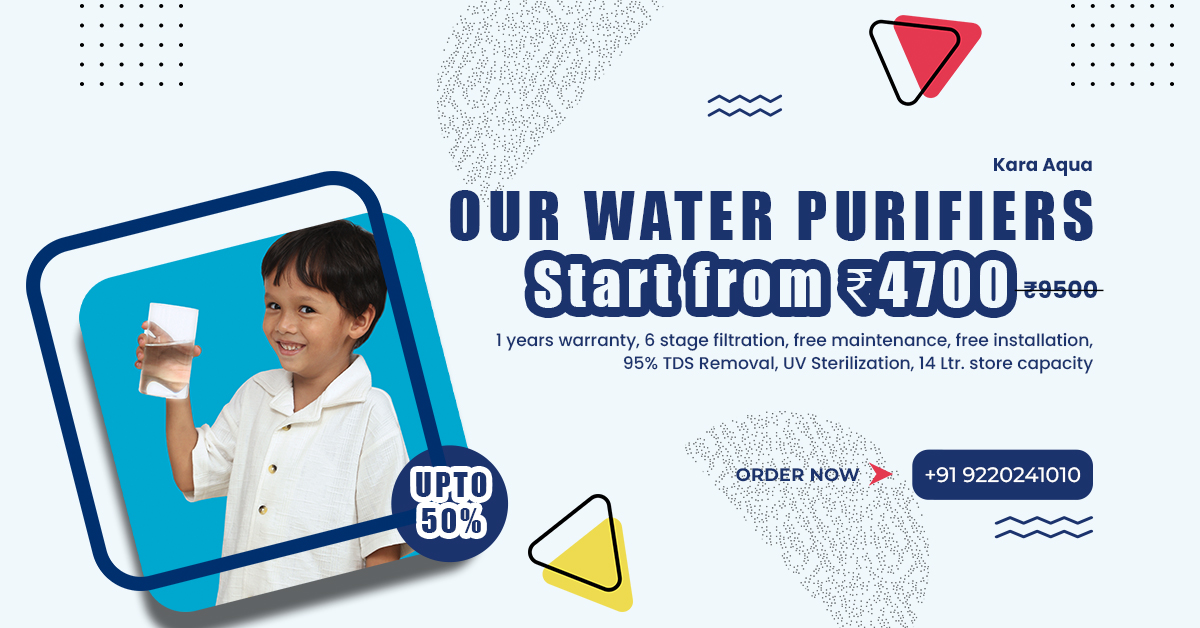 Kara Aqua
OUR WATER PURIFIERS
Start from ₹4700 ₹9500
1 years warranty, 6 stage filtration, free maintenance, free installation,
95% TDS Removal, UV Sterilization, 14 Ltr. store capacity
ORDER NOW +91 9220241010
UPTO
50%